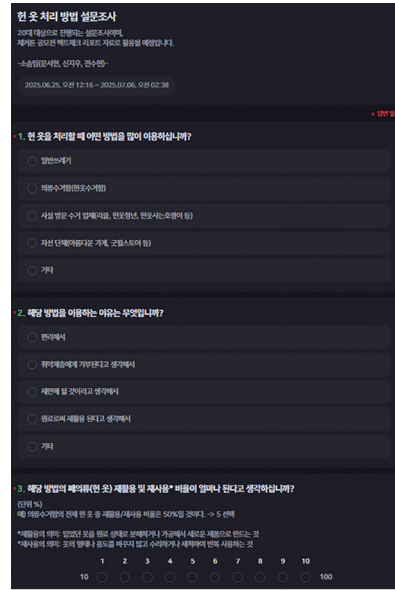 헌 옷 처리 방법 설문조사
20대 대상으로 진행되는 설문조사이며,
체커톤 공모전 팩트체크 리포트 자료로 활용될 예정입니다.
-소솜팀(문서현, 신지우, 전수현)-
2025.06.25. 오전 12:16 ~ 2025.07.06. 오전 02:38
* 답변 필
*1. 헌 옷을 처리할 때 어떤 방법을 많이 이용하십니까?
일반쓰레기
의류수거함(헌옷수거함)
사설 방문 수거 업체(리클, 헌옷청년, 헌옷사는호랭이 등)
자선 단체(아름다운 가게, 굿윌스토어 등)
기타
*2. 해당 방법을 이용하는 이유는 무엇입니까?
편리해서
취약계층에게 기부된다고 생각해서
재판매 될 것이라고 생각해서
원료로써 재활용 된다고 생각해서
기타
*3. 해당 방법의 폐의류(헌 옷) 재활용 및 재사용* 비율이 얼마나 된다고 생각하십니까?
(단위 %)
예) 의류수거함의 전체 헌 옷 중 재활용/재사용 비율은 50%일 것이다. -> 5 선택
*재활용의 의미: 입었던 옷을 원료 상태로 분해하거나 가공해서 새로운 제품으로 만드는 것
*재사용의 의미: 옷의 형태나 용도를 바꾸지 않고 수리하거나 세척하여 반복 사용하는 것
1 2 3 4 5 6 7 8 9 10
10 100